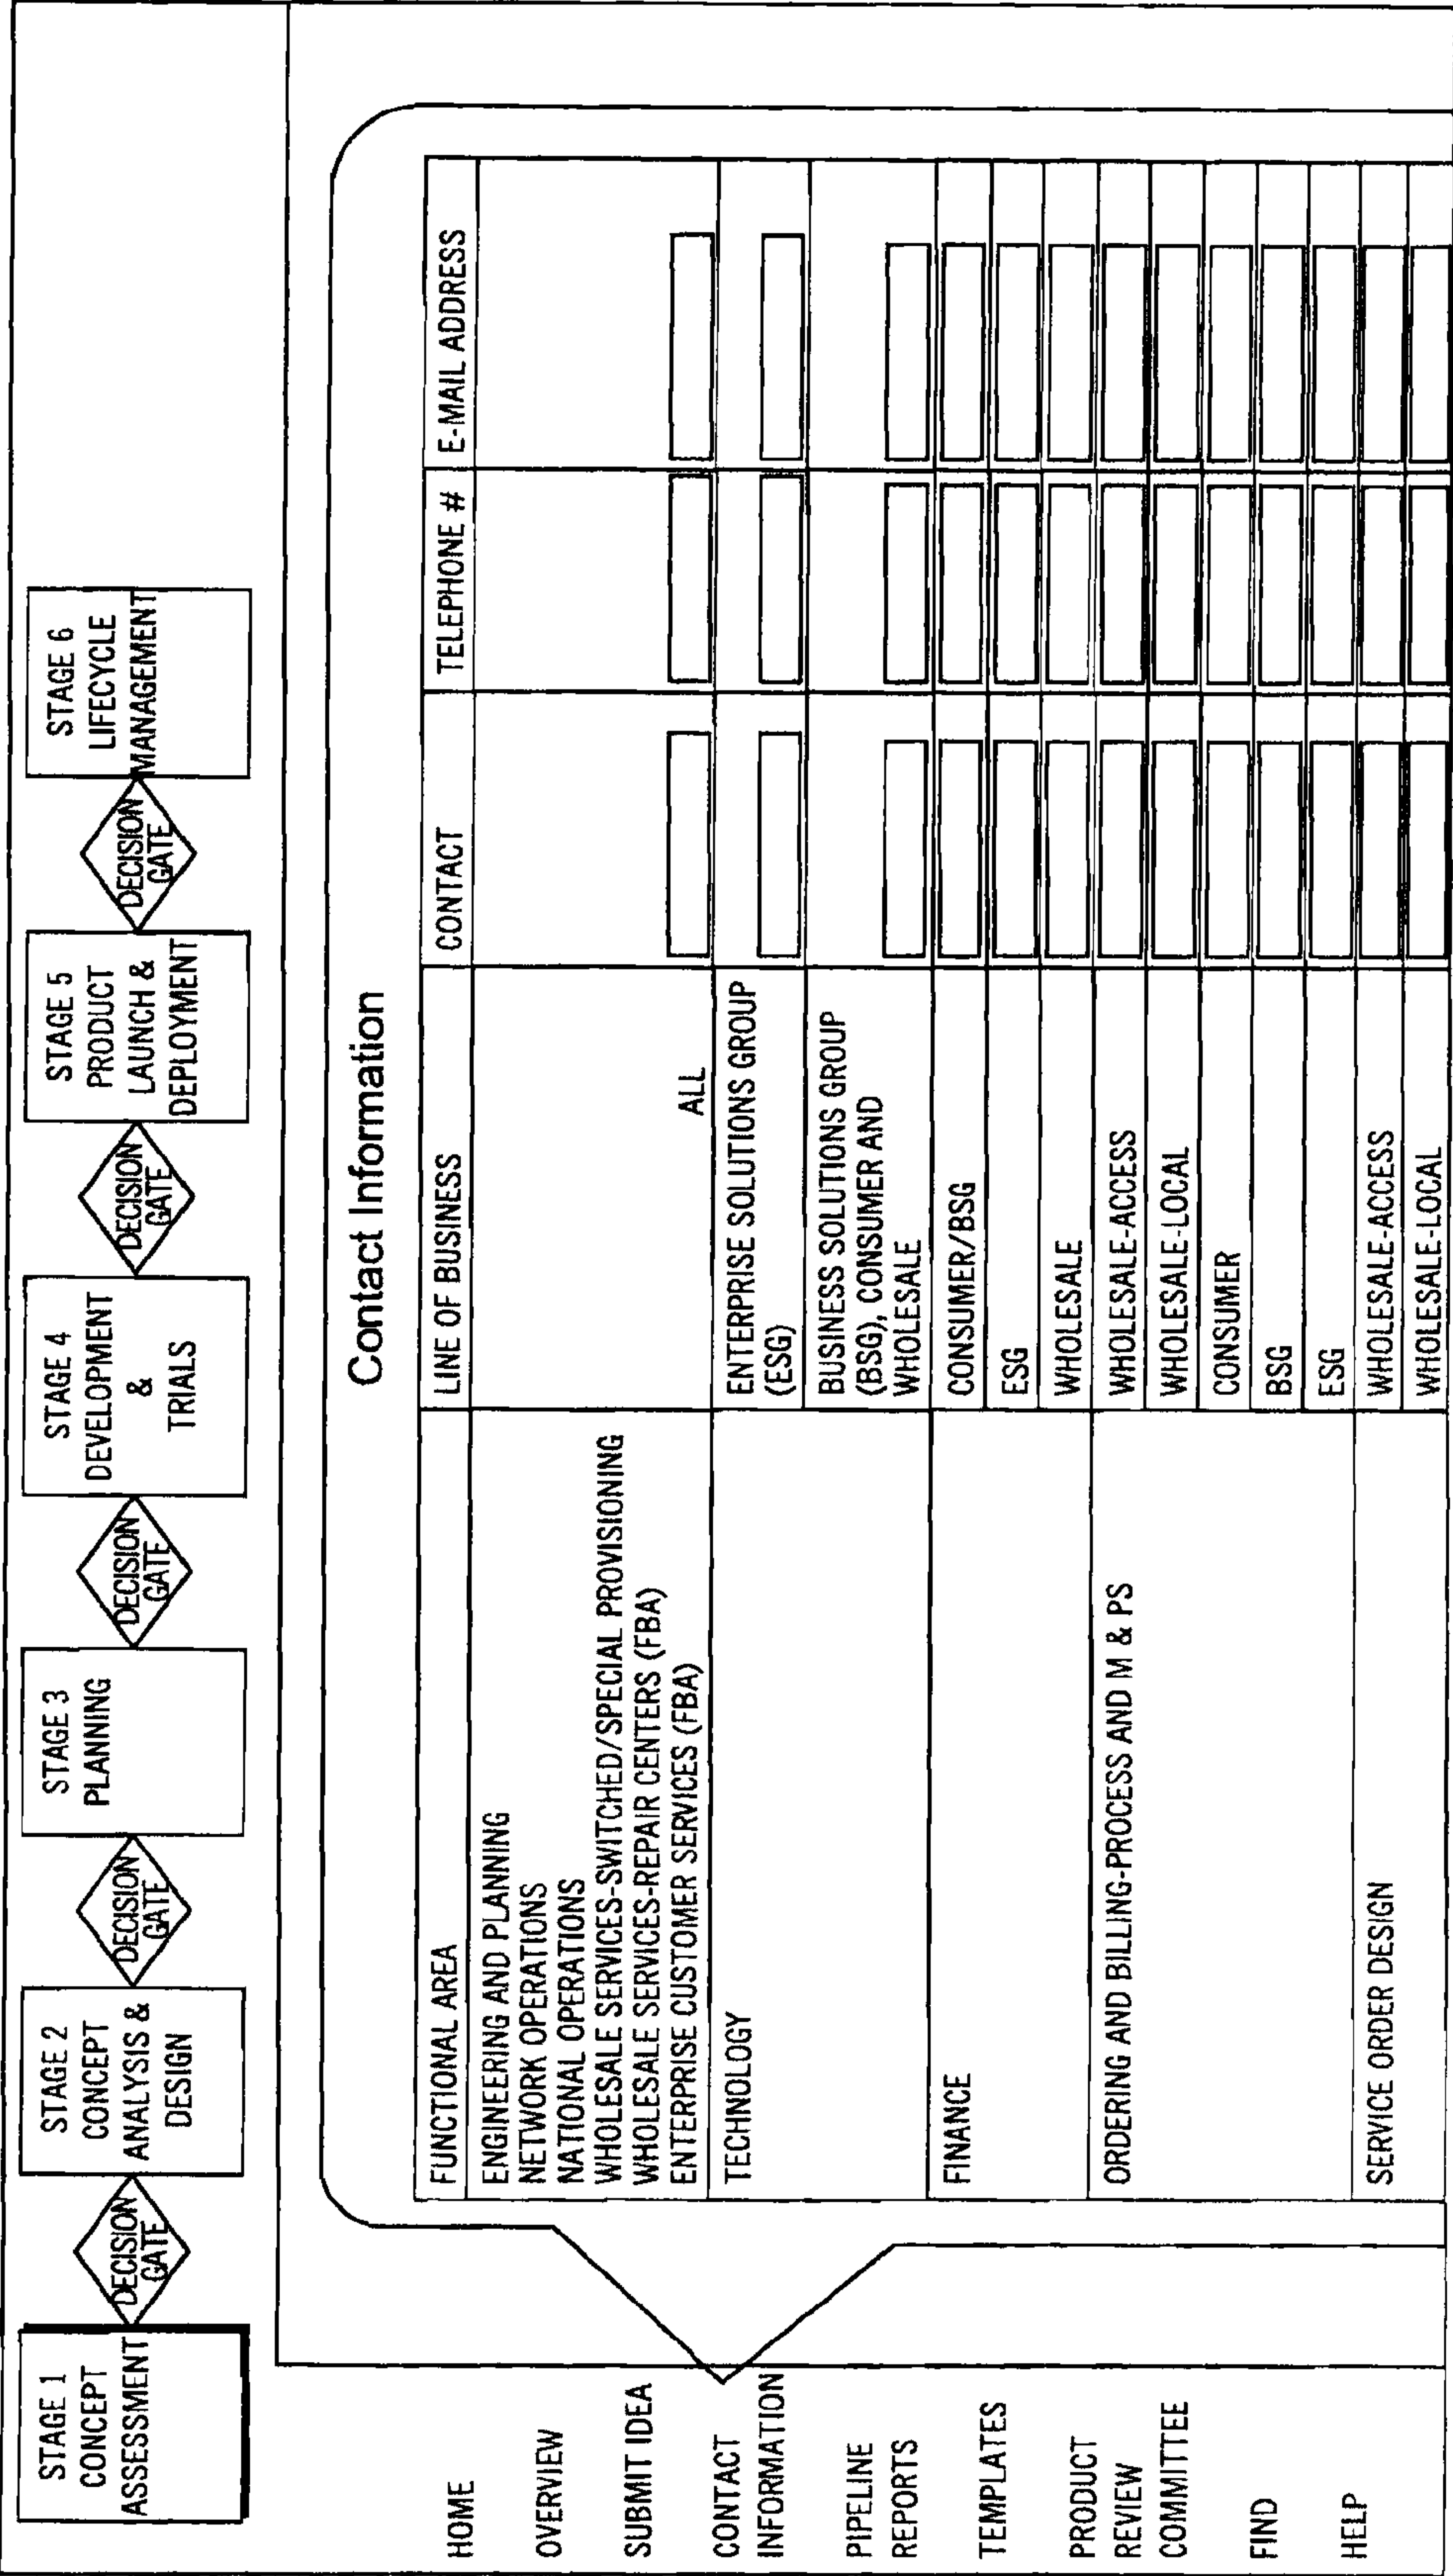 STAGE 1
CONCEPT
ASSESSMENT
DECISION
GATE
STAGE 2
CONCEPT
ANALYSIS &
DESIGN
DECISION
GATE
STAGE 3
PLANNING
DECISION
GATE
STAGE 4
DEVELOPMENT
&
TRIALS
DECISION
GATE
STAGE 5
PRODUCT
LAUNCH &
DEPLOYMENT
DECISION
GATE
STAGE 6
LIFECYCLE
MANAGEMENT
HOME
OVERVIEW
SUBMIT IDEA
CONTACT
INFORMATION
PIPELINE
REPORTS
TEMPLATES
PRODUCT
REVIEW
COMMITTEE
FIND
HELP
Contact Information
FUNCTIONAL AREA LINE OF BUSINESS CONTACT TELEPHONE # E-MAIL ADDRESS
ENGINEERING AND PLANNING
NETWORK OPERATIONS
NATIONAL OPERATIONS
WHOLESALE SERVICES-SWITCHED/SPECIAL PROVISIONING
WHOLESALE SERVICES-REPAIR CENTERS (FBA)
ENTERPRISE CUSTOMER SERVICES (FBA) ALL
TECHNOLOGY ENTERPRISE SOLUTIONS GROUP
(ESG)
BUSINESS SOLUTIONS GROUP
(BSG), CONSUMER AND
WHOLESALE
FINANCE CONSUMER/BSG
ESG
WHOLESALE
ORDERING AND BILLING-PROCESS AND M & PS WHOLESALE-ACCESS
WHOLESALE-LOCAL
CONSUMER
BSG
ESG
SERVICE ORDER DESIGN WHOLESALE-ACCESS
WHOLESALE-LOCAL